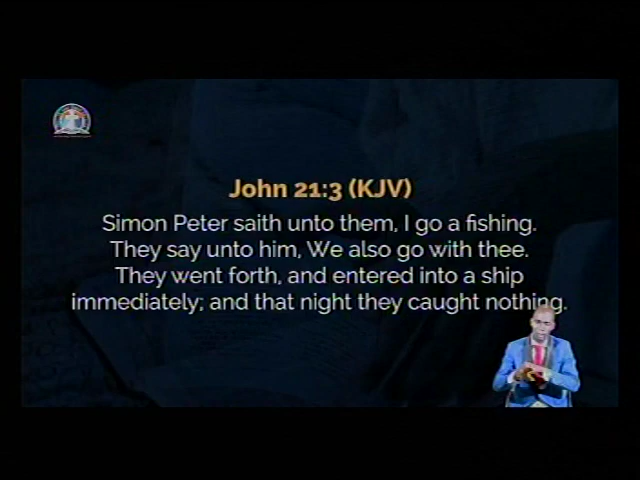 John 21:3 (KJV)
Simon Peter saith unto them, I go a fishing.
They say unto him, We also go with thee.
They went forth, and entered into a ship
immediately; and that night they caught nothing.